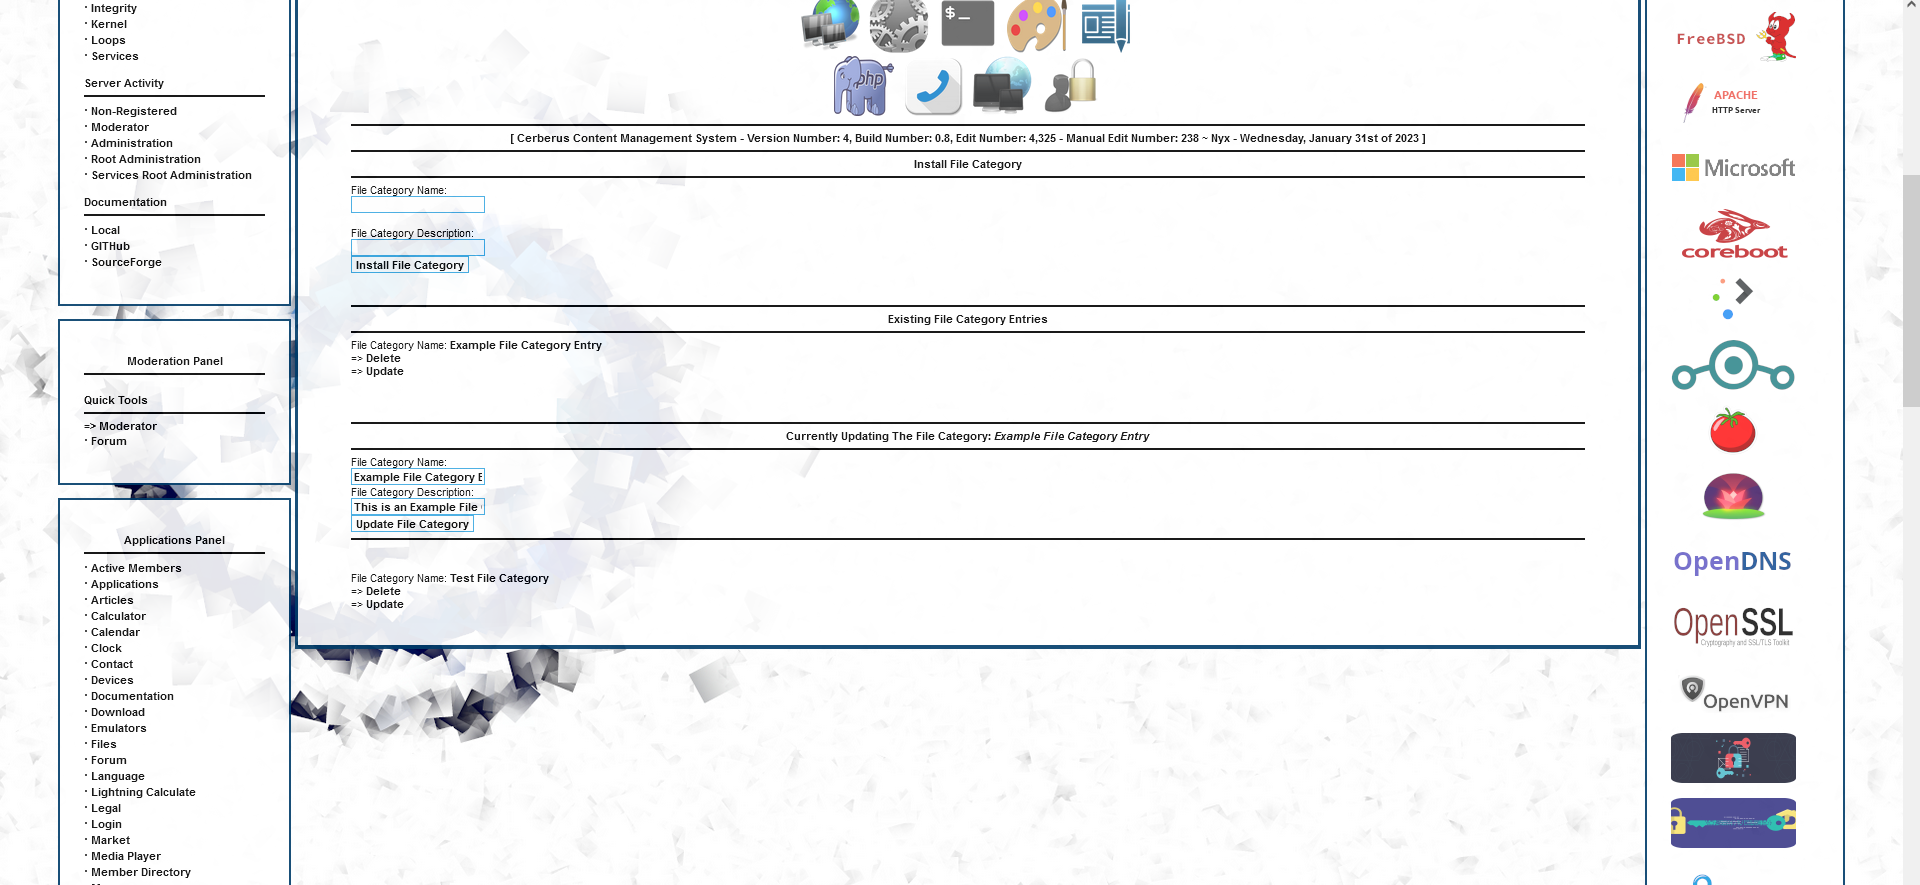 · Integrity
· Kernel
· Loops
· Services
Server Activity
· Non-Registered
· Moderator
· Administration
· Root Administration
· Services Root Administration
Documentation
· Local
· GITHub
· SourceForge
Moderation Panel
Quick Tools
=> Moderator
· Forum
Applications Panel
· Active Members
· Applications
· Articles
· Calculator
· Calendar
· Clock
· Contact
· Devices
· Documentation
· Download
· Emulators
· Files
· Forum
· Language
· Lightning Calculate
· Legal
· Login
· Market
· Media Player
· Member Directory
$_
php
[ Cerberus Content Management System - Version Number: 4, Build Number: 0.8, Edit Number: 4,325 - Manual Edit Number: 238 ~ Nyx - Wednesday, January 31st of 2023 ]
Install File Category
File Category Name:
File Category Description:
Install File Category
Existing File Category Entries
File Category Name: Example File Category Entry
=> Delete
=> Update
Currently Updating The File Category: Example File Category Entry
File Category Name:
Example File Category E
File Category Description:
This is an Example File
Update File Category
File Category Name: Test File Category
=> Delete
=> Update
FreeBSD
APACHE
HTTP Server
Microsoft
coreboot
OpenDNS
OpenSSL
Cryptography and SSL/TLS Toolkit
OpenVPN